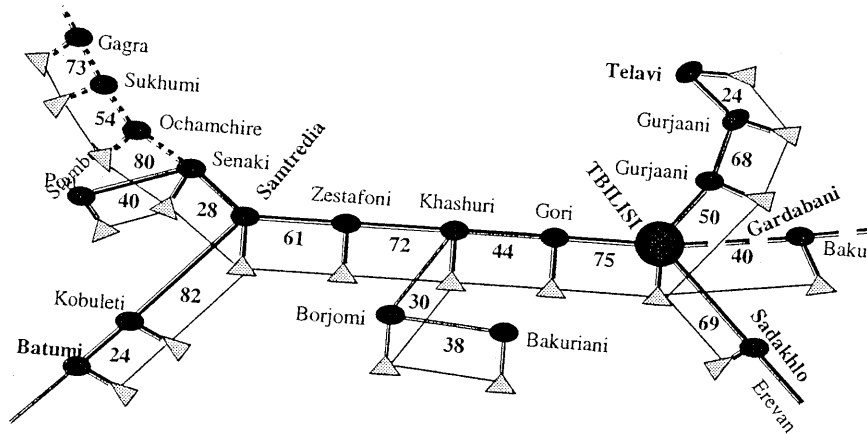 Gagra
73
Sukhumi
54
Ochamchire
80
Senaki
40
28
Samtredia
Zestafoni
61
72
Khashuri
44
Gori
75
TBILISI
Telavi
24
Gurjaani
68
Gurjaani
50
Gardabani
40
Baku
Kobuleti
82
Batumi
24
Borjomi
30
38
Bakuriani
69
Sadakhlo
Erevan